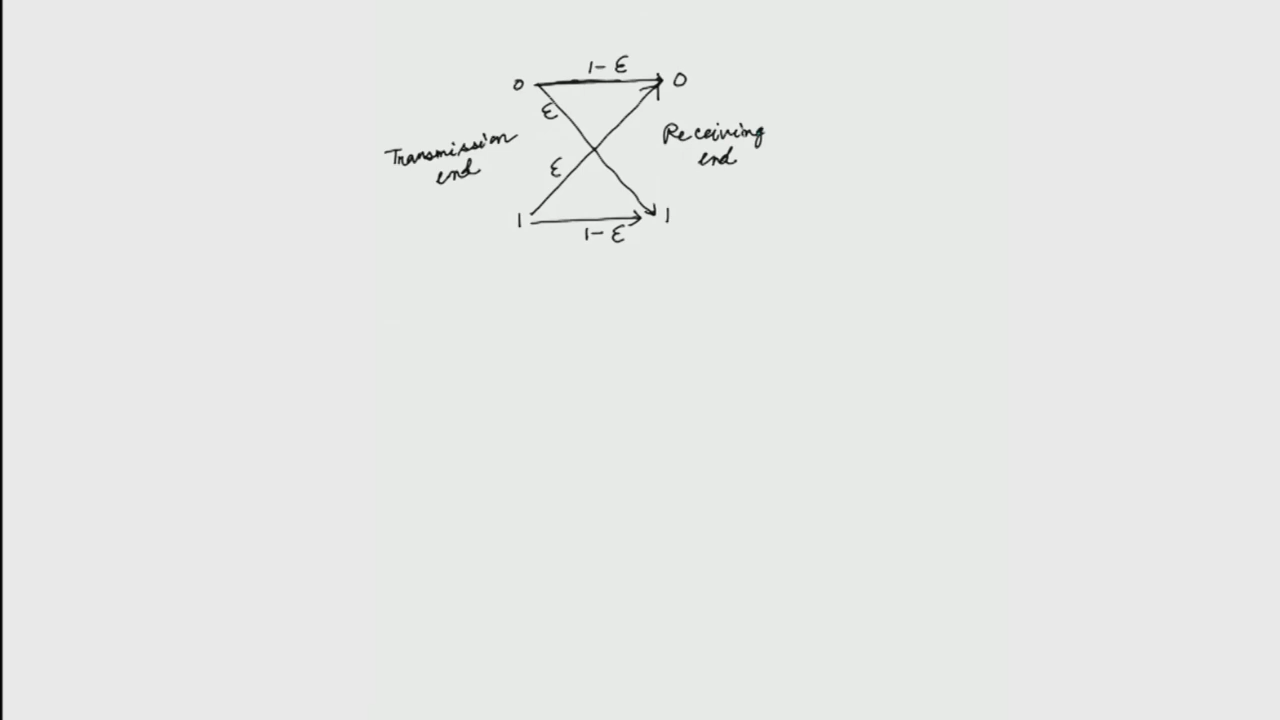 1-ε
0 0
ε
Transmission
end
Receiving
end
ε
1 1
1-ε